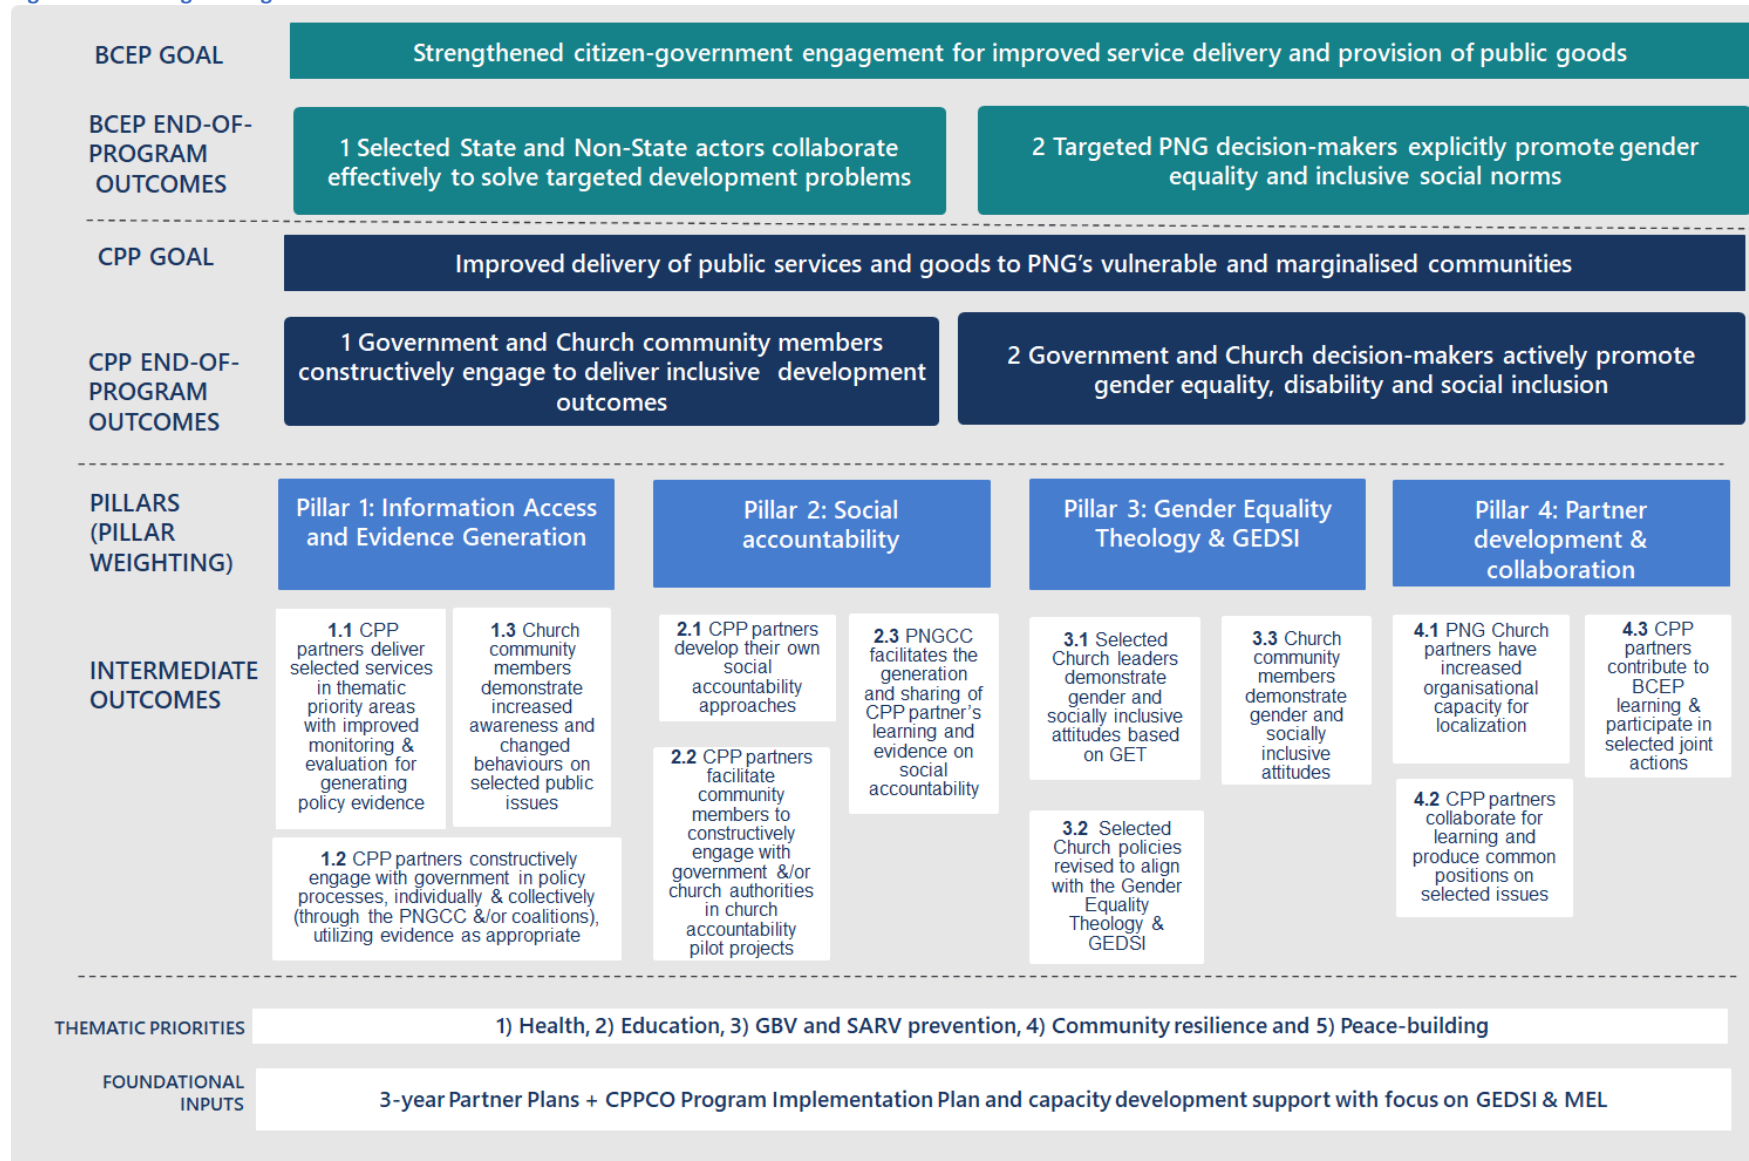 BCEP GOAL
Strengthened citizen-government engagement for improved service delivery and provision of public goods
BCEP END-OF-
PROGRAM
OUTCOMES
1 Selected State and Non-State actors collaborate
effectively to solve targeted development problems
2 Targeted PNG decision-makers explicitly promote gender
equality and inclusive social norms
CPP GOAL
Improved delivery of public services and goods to PNG's vulnerable and marginalised communities
CPP END-OF-
PROGRAM
OUTCOMES
1 Government and Church community members
constructively engage to deliver inclusive development
outcomes
2 Government and Church decision-makers actively promote
gender equality, disability and social inclusion
PILLARS
(PILLAR
WEIGHTING)
Pillar 1: Information Access
and Evidence Generation
Pillar 2: Social
accountability
Pillar 3: Gender Equality
Theology & GEDSI
Pillar 4: Partner
development &
collaboration
INTERMEDIATE
OUTCOMES
1.1 CPP
partners deliver
selected services
in thematic
priority areas
with improved
monitoring &
evaluation for
generating
policy evidence
1.3 Church
community
members
demonstrate
increased
awareness and
changed
behaviours on
selected public
issues
1.2 CPP partners constructively
engage with government in policy
processes, individually & collectively
(through the PNGCC &/or coalitions),
utilizing evidence as appropriate
2.1 CPP partners
develop their own
social
accountability
approaches
2.2 CPP partners
facilitate
community
members to
constructively
engage with
government &/or
church authorities
in church
accountability
pilot projects
2.3 PNGCC
facilitates the
generation
and sharing of
CPP partner's
learning and
evidence on
social
accountability
3.1 Selected
Church leaders
demonstrate
gender and
socially inclusive
attitudes based
on GET
3.2 Selected
Church policies
revised to align
with the Gender
Equality
Theology &
GEDSI
3.3 Church
community
members
demonstrate
gender and
socially
inclusive
attitudes
4.1 PNG Church
partners have
increased
organisational
capacity for
localization
4.2 CPP partners
collaborate for
learning and
produce common
positions on
selected issues
4.3 CPP
partners
contribute to
BCEP
learning &
participate in
selected joint
actions
THEMATIC PRIORITIES
1) Health, 2) Education, 3) GBV and SARV prevention, 4) Community resilience and 5) Peace-building
FOUNDATIONAL
INPUTS
3-year Partner Plans + CPPCO Program Implementation Plan and capacity development support with focus on GEDSI & MEL